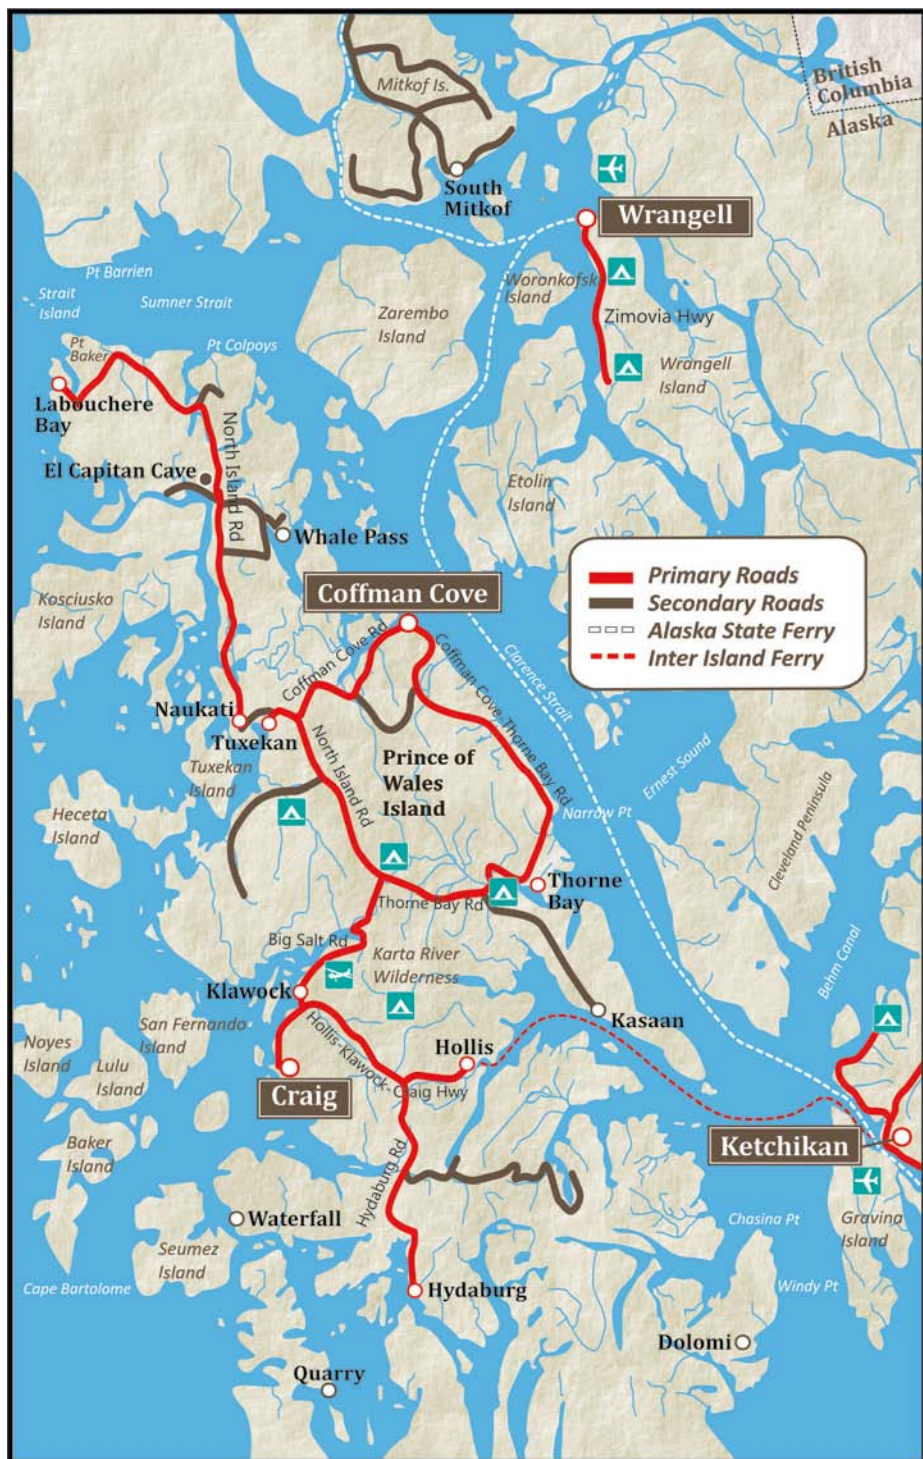 British
Columbia
Alaska
Mitkof Is.
South
Mitkof
Wrangell
Pt Barrien
Strait
Island
Sumner Strait
Woronkofski
Island
Zimovia Hwy
Zarembo
Island
Pt
Baker
Pt Colpoys
Wrangell
Island
Labouchere
Bay
North Island Rd
El Capitan Cave
Etolin
Island
Whale Pass
Kosciusko
Island
Coffman Cove
Primary Roads
Secondary Roads
Alaska State Ferry
Inter Island Ferry
Coffman Cove Rd
Coffman Cove-Thorne Bay Rd
Clarence Strait
Naukati
Tuxekan
Tuxekan
Island
North Island Rd
Prince of
Wales
Island
Ernest Sound
Heceta
Island
Narrow Pt
Cleveland Peninsula
Thorne
Bay
Thorne Bay Rd
Big Salt Rd
Karta River
Wilderness
Behm Canal
Klawock
Kasaan
San Fernando
Island
Noyes
Island
Lulu
Island
Hollis
Hollis-Klawock-Craig Hwy
Craig
Baker
Island
Ketchikan
Hydaburg Rd
Waterfall
Chasina Pt
Gravina
Island
Seumez
Island
Cape Bartolome
Hydaburg
Windy Pt
Dolomi
Quarry